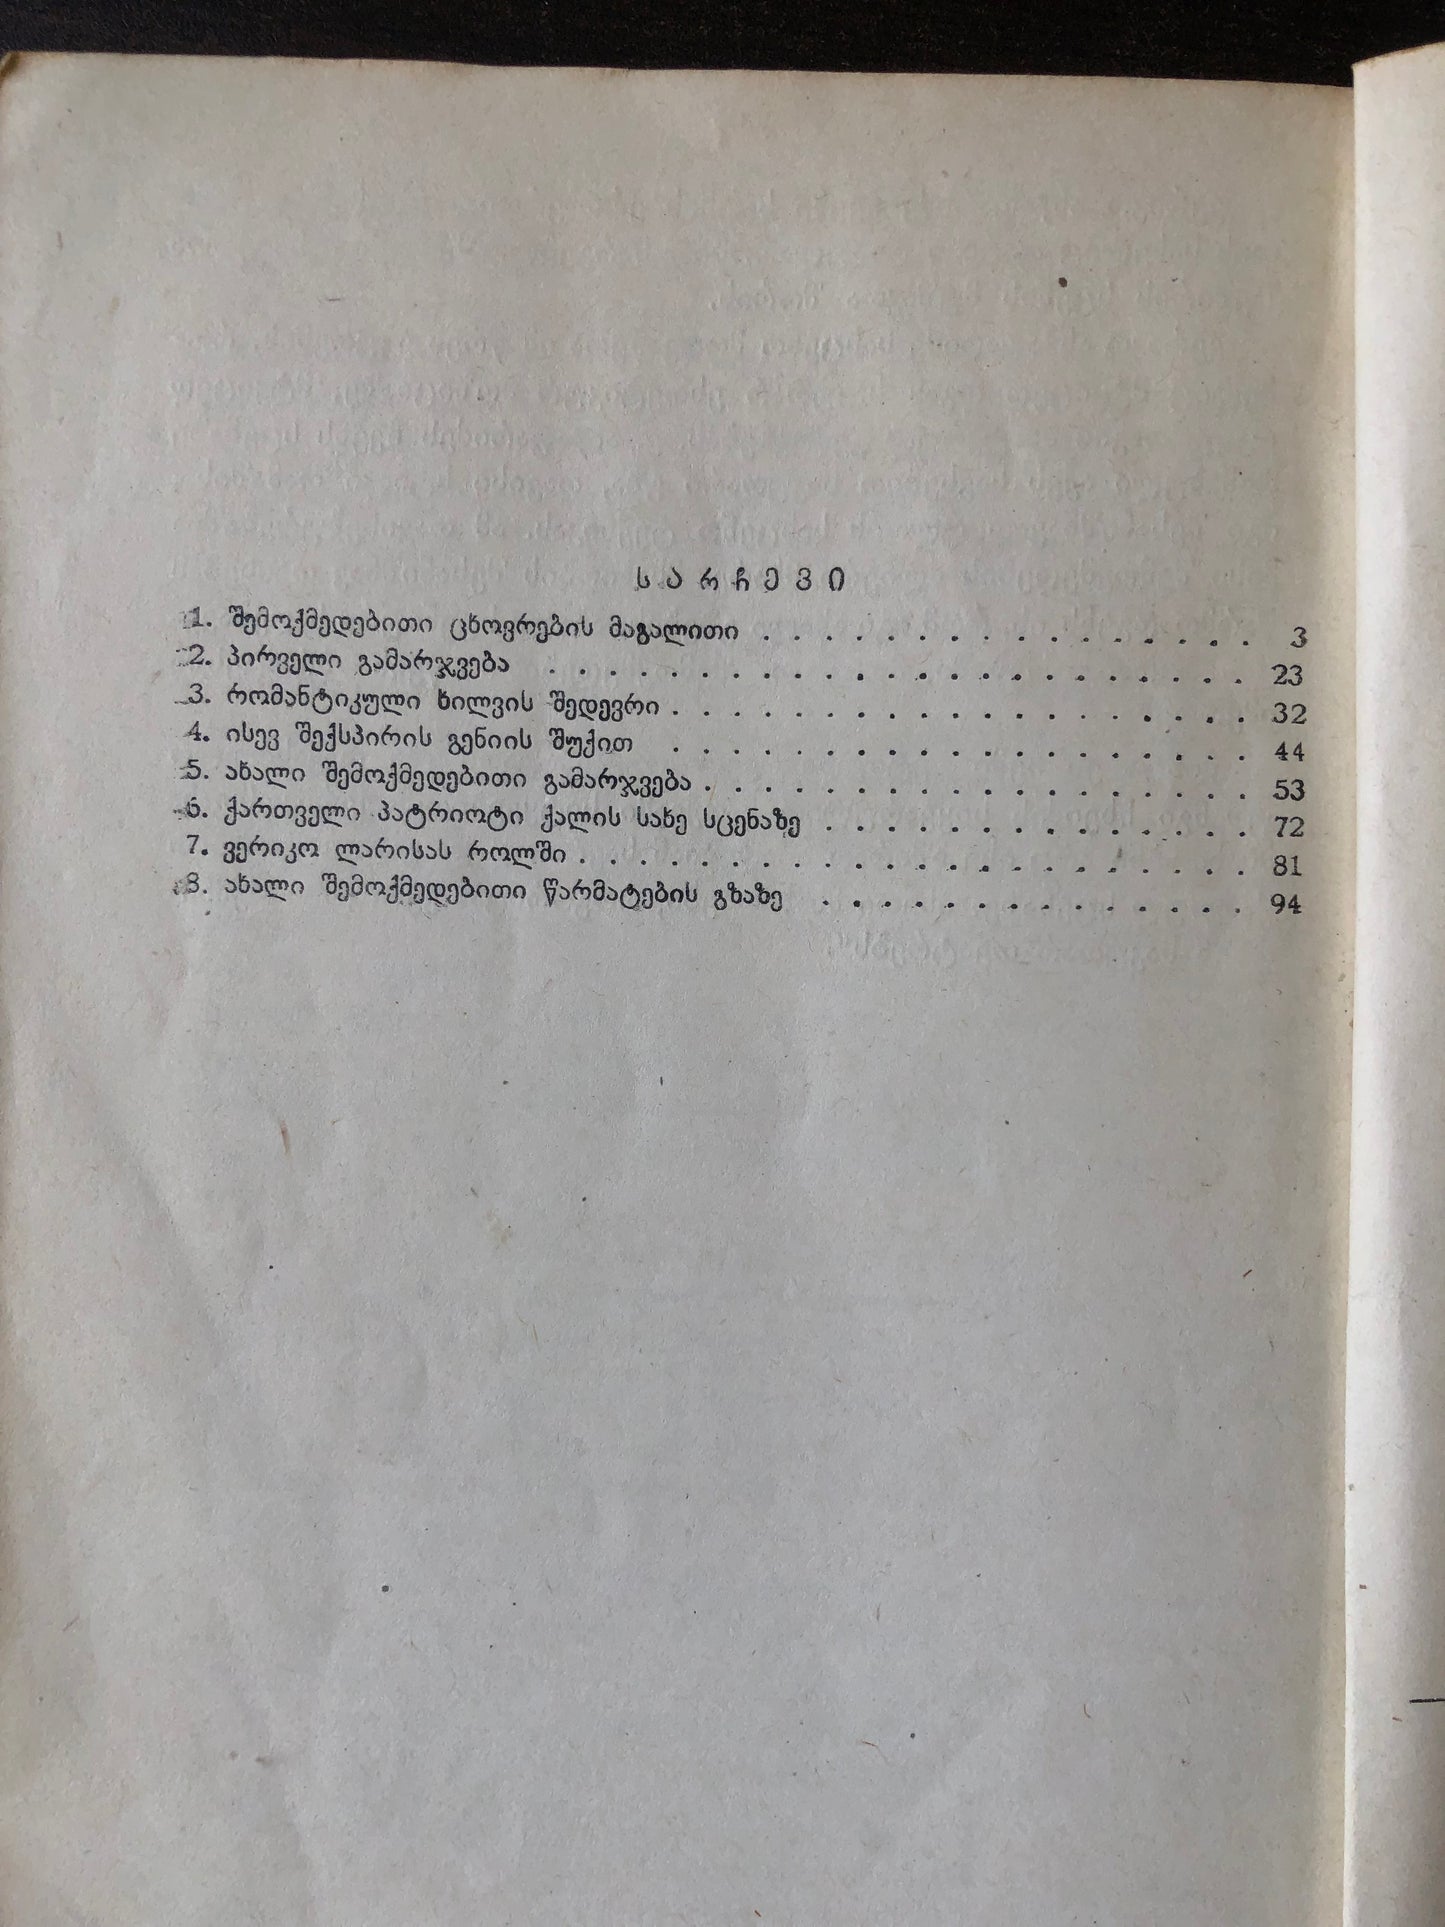 ს ა რ ჩ ე ვ ი
1. შემოქმედებითი ცხოვრების მაგალითი . . . . . . . . . . . . . . . . . 3
2. პირველი გამარჯვება . . . . . . . . . . . . . . . . . . . . . . . 23
3. რომანტიკული ხილვის შედევრი . . . . . . . . . . . . . . . . . . . 32
4. ისევ შექსპირის გენიის შუქით . . . . . . . . . . . . . . . . . . . 44
5. ახალი შემოქმედებითი გამარჯვება . . . . . . . . . . . . . . . . . . 53
6. ქართველი პატრიოტი ქალის სახე სცენაზე . . . . . . . . . . . . . . 72
7. ვერიკო ლარისას როლში . . . . . . . . . . . . . . . . . . . . . . 81
8. ახალი შემოქმედებითი წარმატების გზაზე . . . . . . . . . . . . . . 94